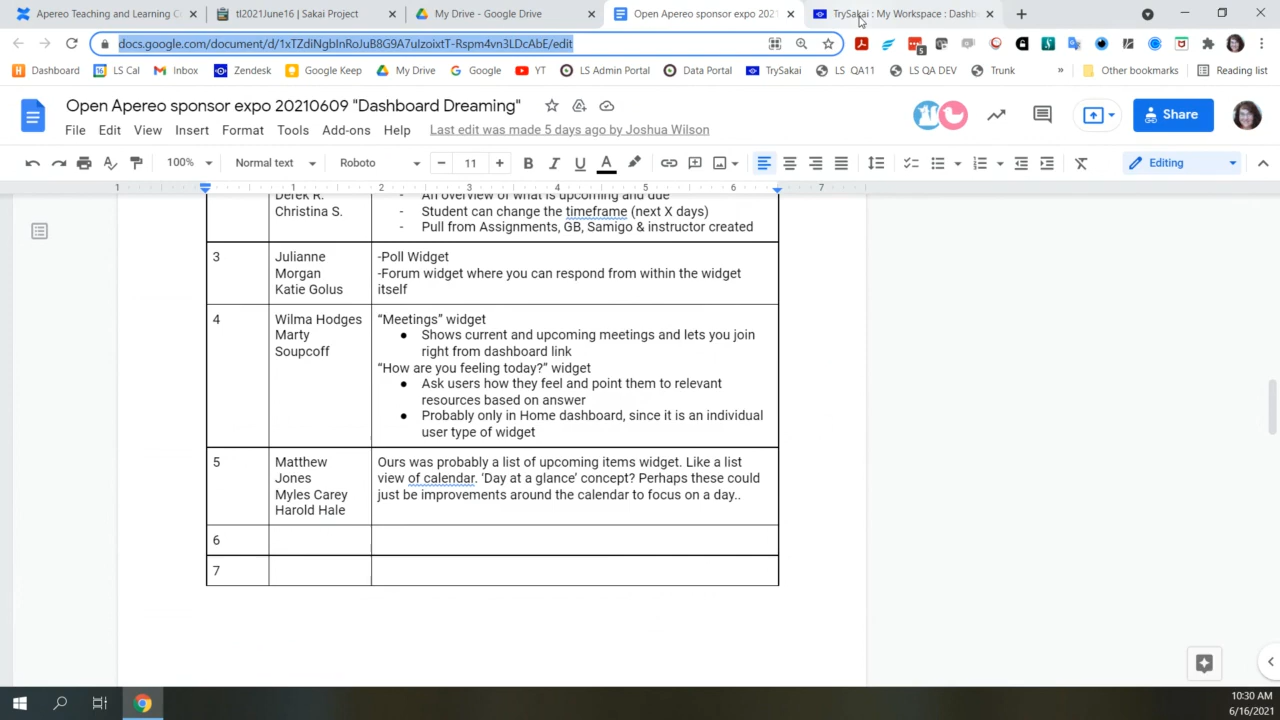 Apereo Teaching and Learning C
tl2021June16 | Sakai Project
My Drive - Google Drive
Open Apereo sponsor expo 2021
TrySakai : My Workspace : Dashb
docs.google.com/document/d/1xTZdiNgbInRoJuB8G9A7uIzoixtT-Rspm4vn3LDcAbE/edit
Dashboard
LS Cal
Inbox
Zendesk
Google Keep
My Drive
Google
YT
LS Admin Portal
Data Portal
TrySakai
LS QA11
LS QA DEV
Trunk
»
Other bookmarks
Reading list
Open Apereo sponsor expo 20210609 "Dashboard Dreaming"
File Edit View Insert Format Tools Add-ons Help
Last edit was made 5 days ago by Joshua Wilson
Share
100%
Normal text
Roboto
11
B I U A
Editing
1 1 2 3 4 5 6 7
Derek R.
Christina S.
- An overview of what is upcoming and due
- Student can change the timeframe (next X days)
- Pull from Assignments, GB, Samigo & instructor created
3
Julianne
Morgan
Katie Golus
-Poll Widget
-Forum widget where you can respond from within the widget
itself
4
Wilma Hodges
Marty
Soupcoff
“Meetings” widget
● Shows current and upcoming meetings and lets you join
right from dashboard link
“How are you feeling today?” widget
● Ask users how they feel and point them to relevant
resources based on answer
● Probably only in Home dashboard, since it is an individual
user type of widget
5
Matthew
Jones
Myles Carey
Harold Hale
Ours was probably a list of upcoming items widget. Like a list
view of calendar. ‘Day at a glance’ concept? Perhaps these could
just be improvements around the calendar to focus on a day..
6
7
10:30 AM
6/16/2021